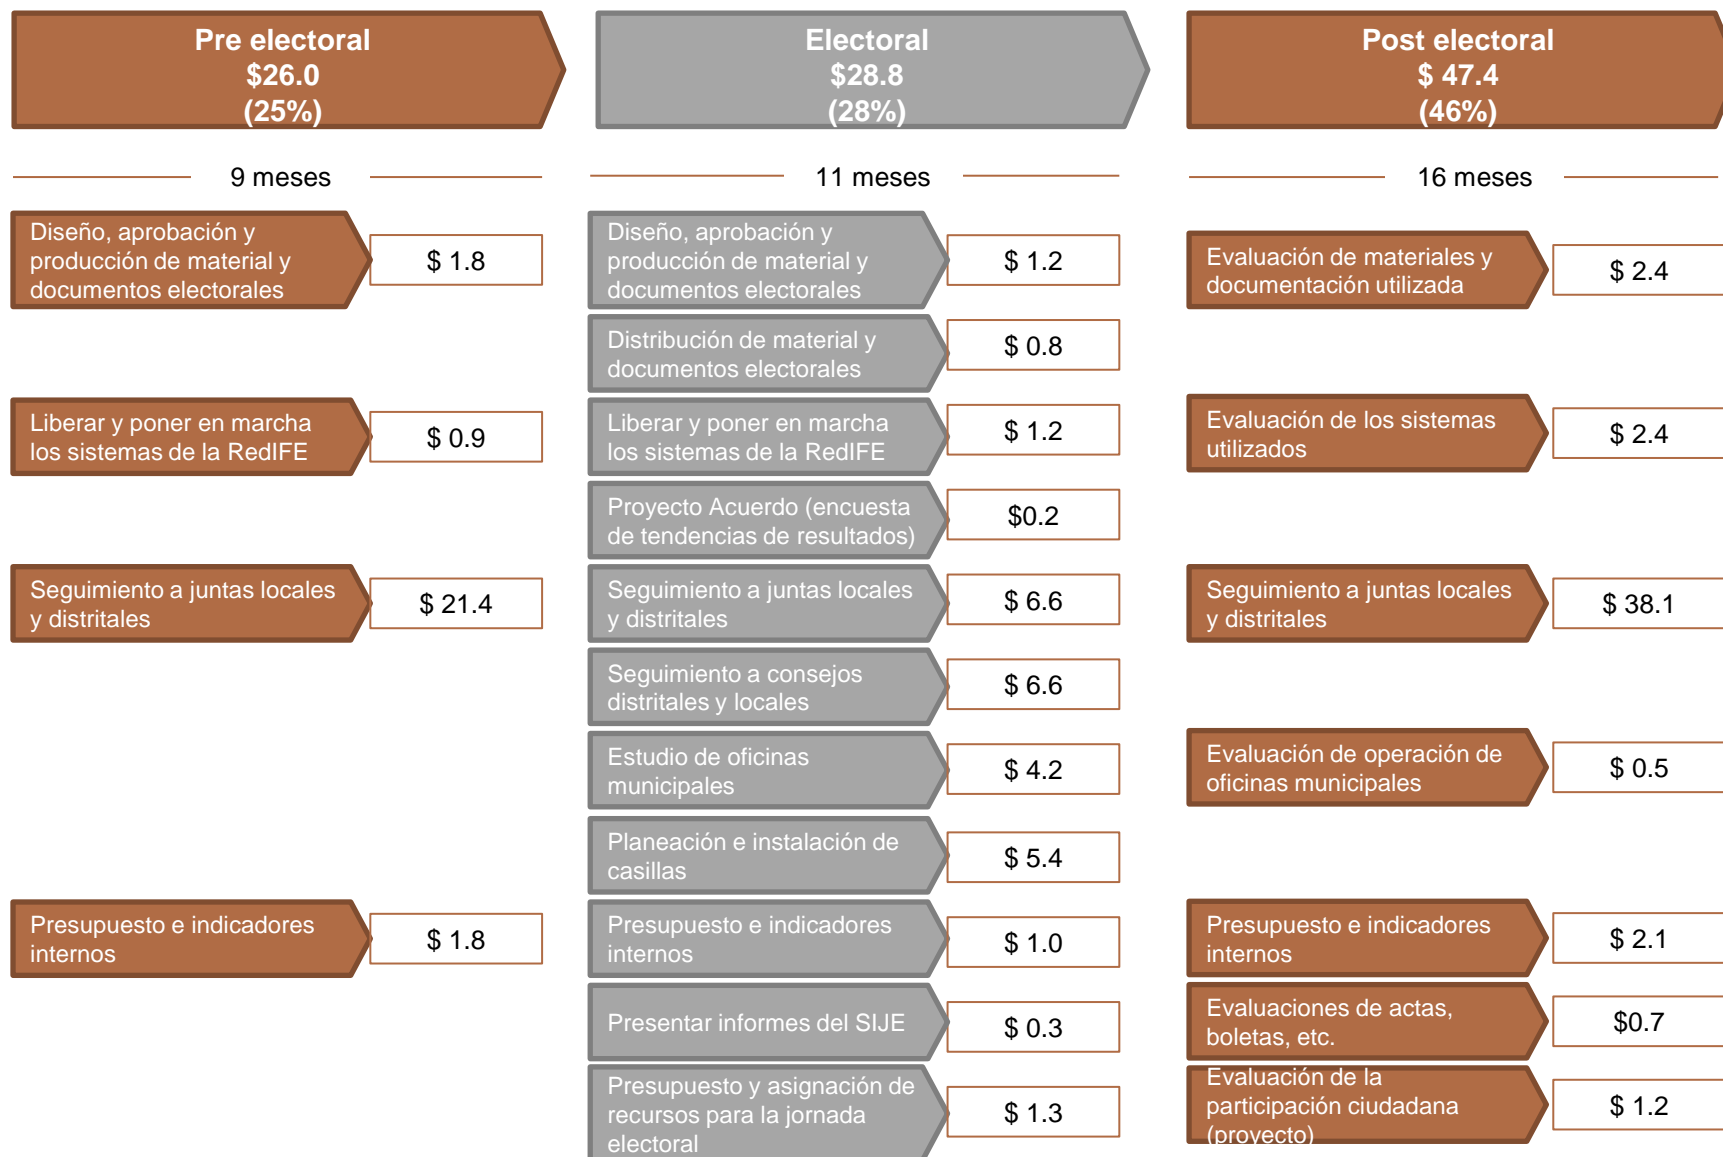 Pre electoral
$26.0
(25%)
Electoral
$28.8
(28%)
Post electoral
$ 47.4
(46%)
9 meses
11 meses
16 meses
Diseño, aprobación y
producción de material y
documentos electorales
$ 1.8
Diseño, aprobación y
producción de material y
documentos electorales
$ 1.2
Evaluación de materiales y
documentación utilizada
$ 2.4
Distribución de material y
documentos electorales
$ 0.8
Liberar y poner en marcha
los sistemas de la RedIFE
$ 0.9
Liberar y poner en marcha
los sistemas de la RedIFE
$ 1.2
Evaluación de los sistemas
utilizados
$ 2.4
Proyecto Acuerdo (encuesta
de tendencias de resultados)
$0.2
Seguimiento a juntas locales
y distritales
$ 21.4
Seguimiento a juntas locales
y distritales
$ 6.6
Seguimiento a juntas locales
y distritales
$ 38.1
Seguimiento a consejos
distritales y locales
$ 6.6
Estudio de oficinas
municipales
$ 4.2
Evaluación de operación de
oficinas municipales
$ 0.5
Planeación e instalación de
casillas
$ 5.4
Presupuesto e indicadores
internos
$ 1.8
Presupuesto e indicadores
internos
$ 1.0
Presupuesto e indicadores
internos
$ 2.1
Presentar informes del SIJE
$ 0.3
Evaluaciones de actas,
boletas, etc.
$0.7
Presupuesto y asignación de
recursos para la jornada
electoral
$ 1.3
Evaluación de la
participación ciudadana
(proyecto)
$ 1.2